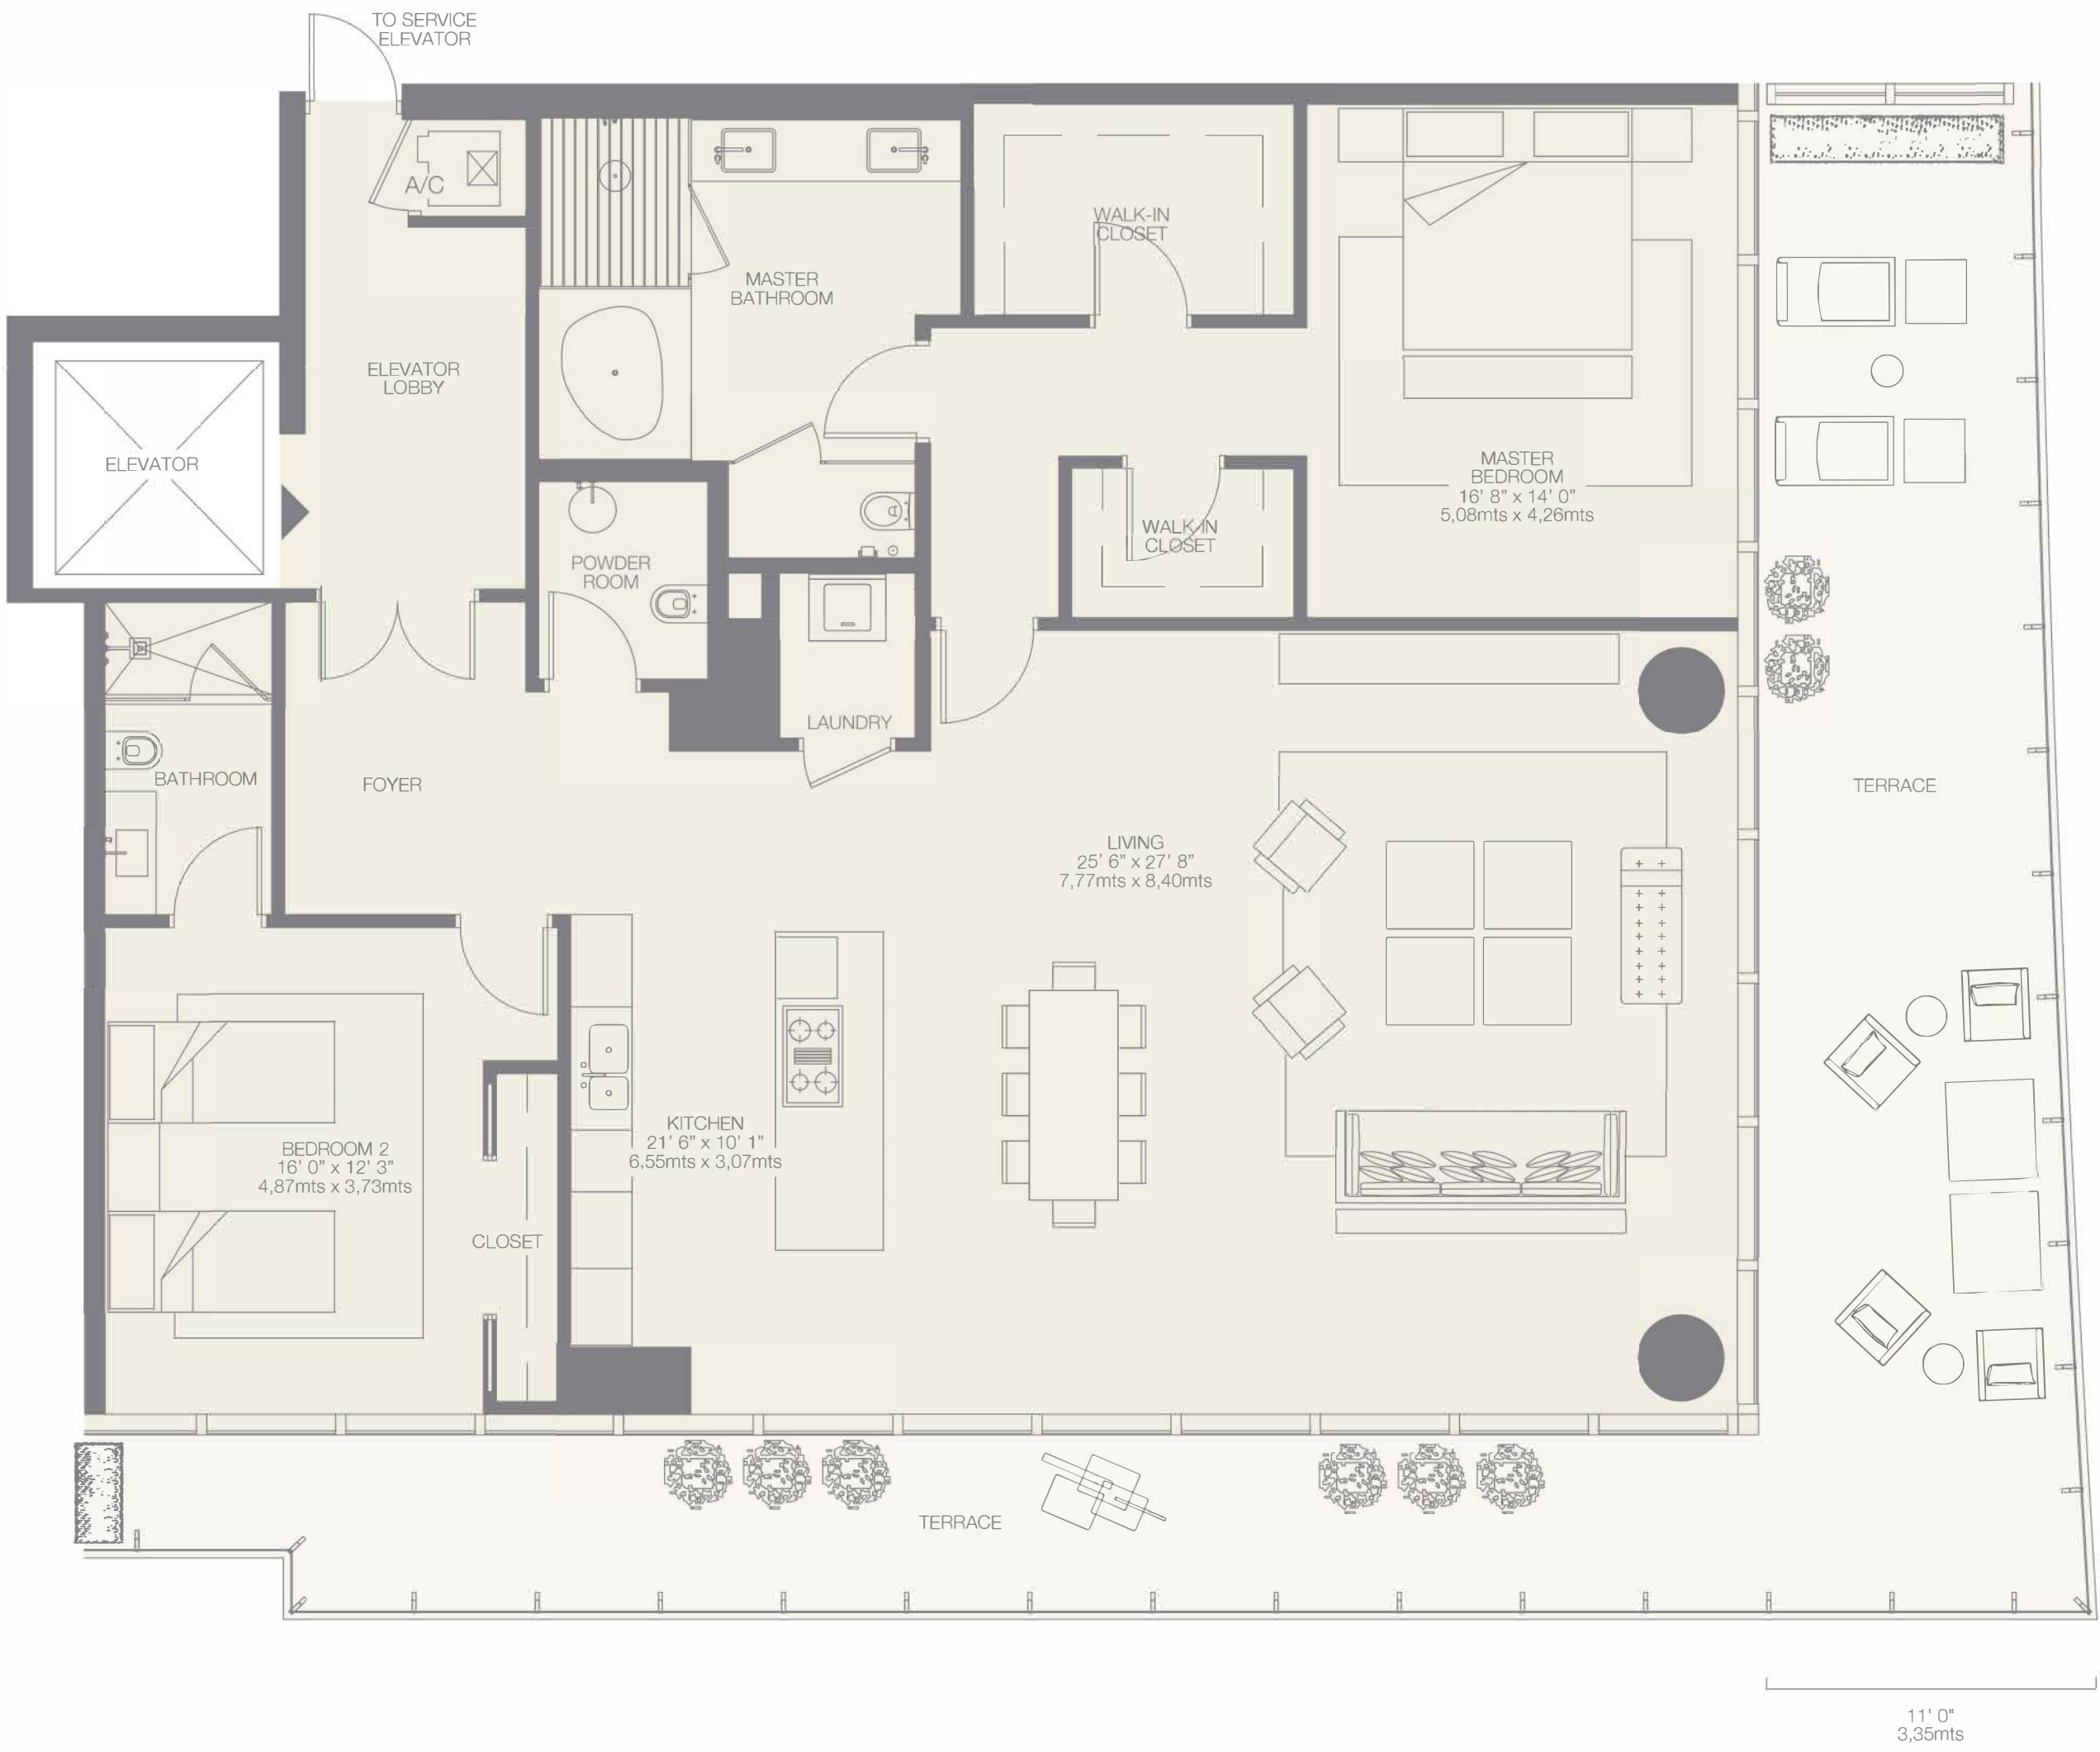 TO SERVICE
ELEVATOR
A/C
WALK-IN
CLOSET
MASTER
BATHROOM
ELEVATOR
LOBBY
ELEVATOR
MASTER
BEDROOM
16' 8" x 14' 0"
5,08mts x 4,26mts
WALK-IN
CLOSET
POWDER
ROOM
LAUNDRY
BATHROOM
FOYER
TERRACE
LIVING
25' 6" x 27' 8"
7,77mts x 8,40mts
KITCHEN
21' 6" x 10' 1"
6,55mts x 3,07mts
BEDROOM 2
16' 0" x 12' 3"
4,87mts x 3,73mts
CLOSET
TERRACE
11' 0"
3,35mts